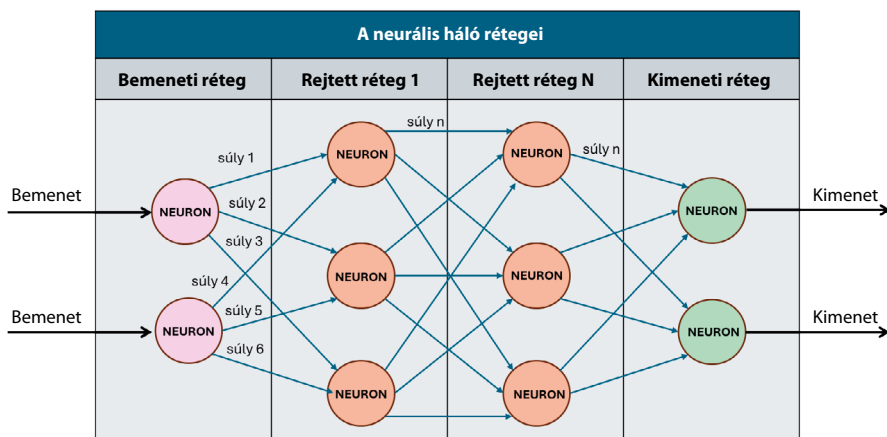 A neurális háló rétegei
Bemeneti réteg
Rejtett réteg 1
Rejtett réteg N
Kimeneti réteg
súly n
súly 1
NEURON
NEURON
súly n
Bemenet
súly 2
Kimenet
NEURON
NEURON
súly 3
súly 4
NEURON
NEURON
Bemenet
súly 5
Kimenet
NEURON
NEURON
súly 6
NEURON
NEURON